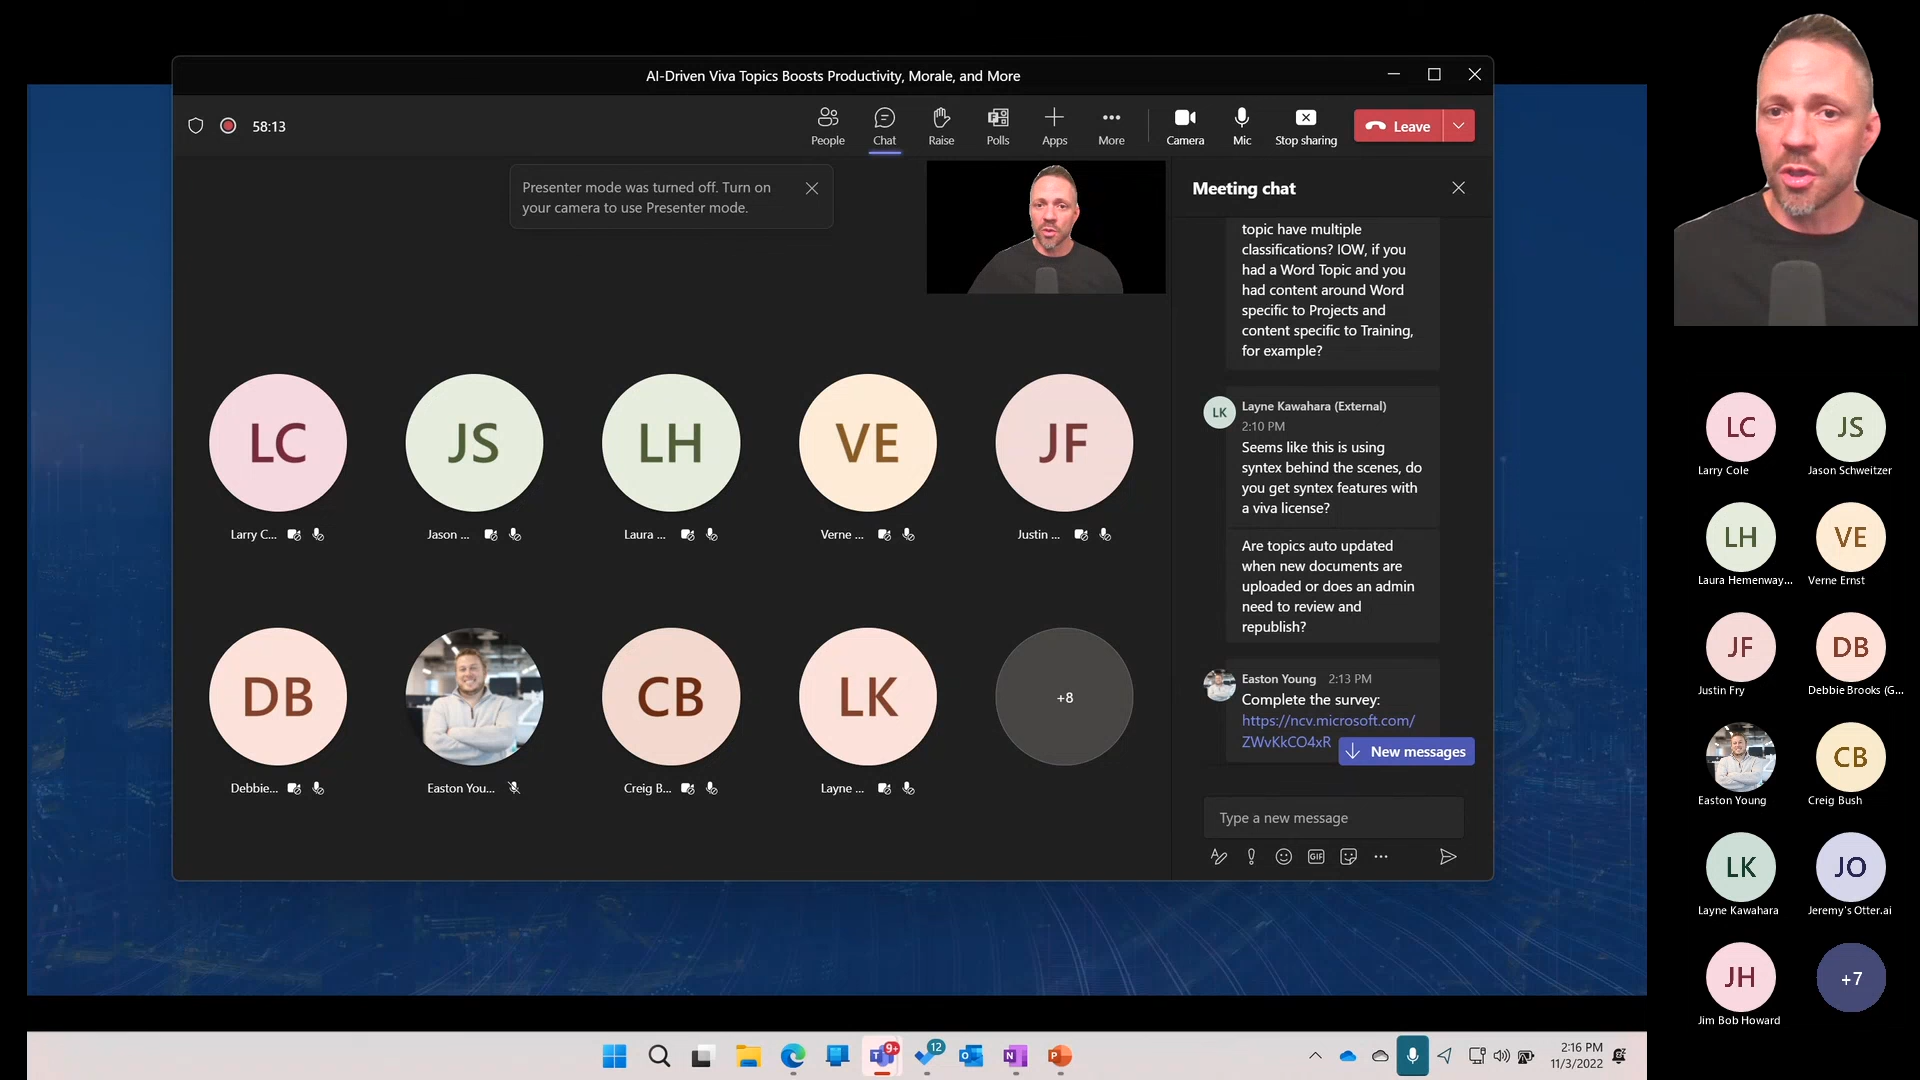 AI-Driven Viva Topics Boosts Productivity, Morale, and More
58:13
People
Chat
Raise
Polls
Apps
More
Camera
Mic
Stop sharing
Leave
Presenter mode was turned off. Turn on
your camera to use Presenter mode.
LC
Larry C...
JS
Jason ...
LH
Laura ...
VE
Verne ...
JF
Justin ...
DB
Debbie...
Easton You...
CB
Creig B...
LK
Layne ...
+8
Meeting chat
topic have multiple
classifications? IOW, if you
had a Word Topic and you
had content around Word
specific to Projects and
content specific to Training,
for example?
LK
Layne Kawahara (External)
2:10 PM
Seems like this is using
syntex behind the scenes, do
you get syntex features with
a viva license?
Are topics auto updated
when new documents are
uploaded or does an admin
need to review and
republish?
Easton Young 2:13 PM
Complete the survey:
https://ncv.microsoft.com/
ZWvKkCO4xR
New messages
Type a new message
GIF
LC
Larry Cole
JS
Jason Schweitzer
LH
Laura Hemenway...
VE
Verne Ernst
JF
Justin Fry
DB
Debbie Brooks (G...
Easton Young
CB
Creig Bush
LK
Layne Kawahara
JO
Jeremy's Otter.ai
JH
Jim Bob Howard
+7
9+
12
2:16 PM
11/3/2022